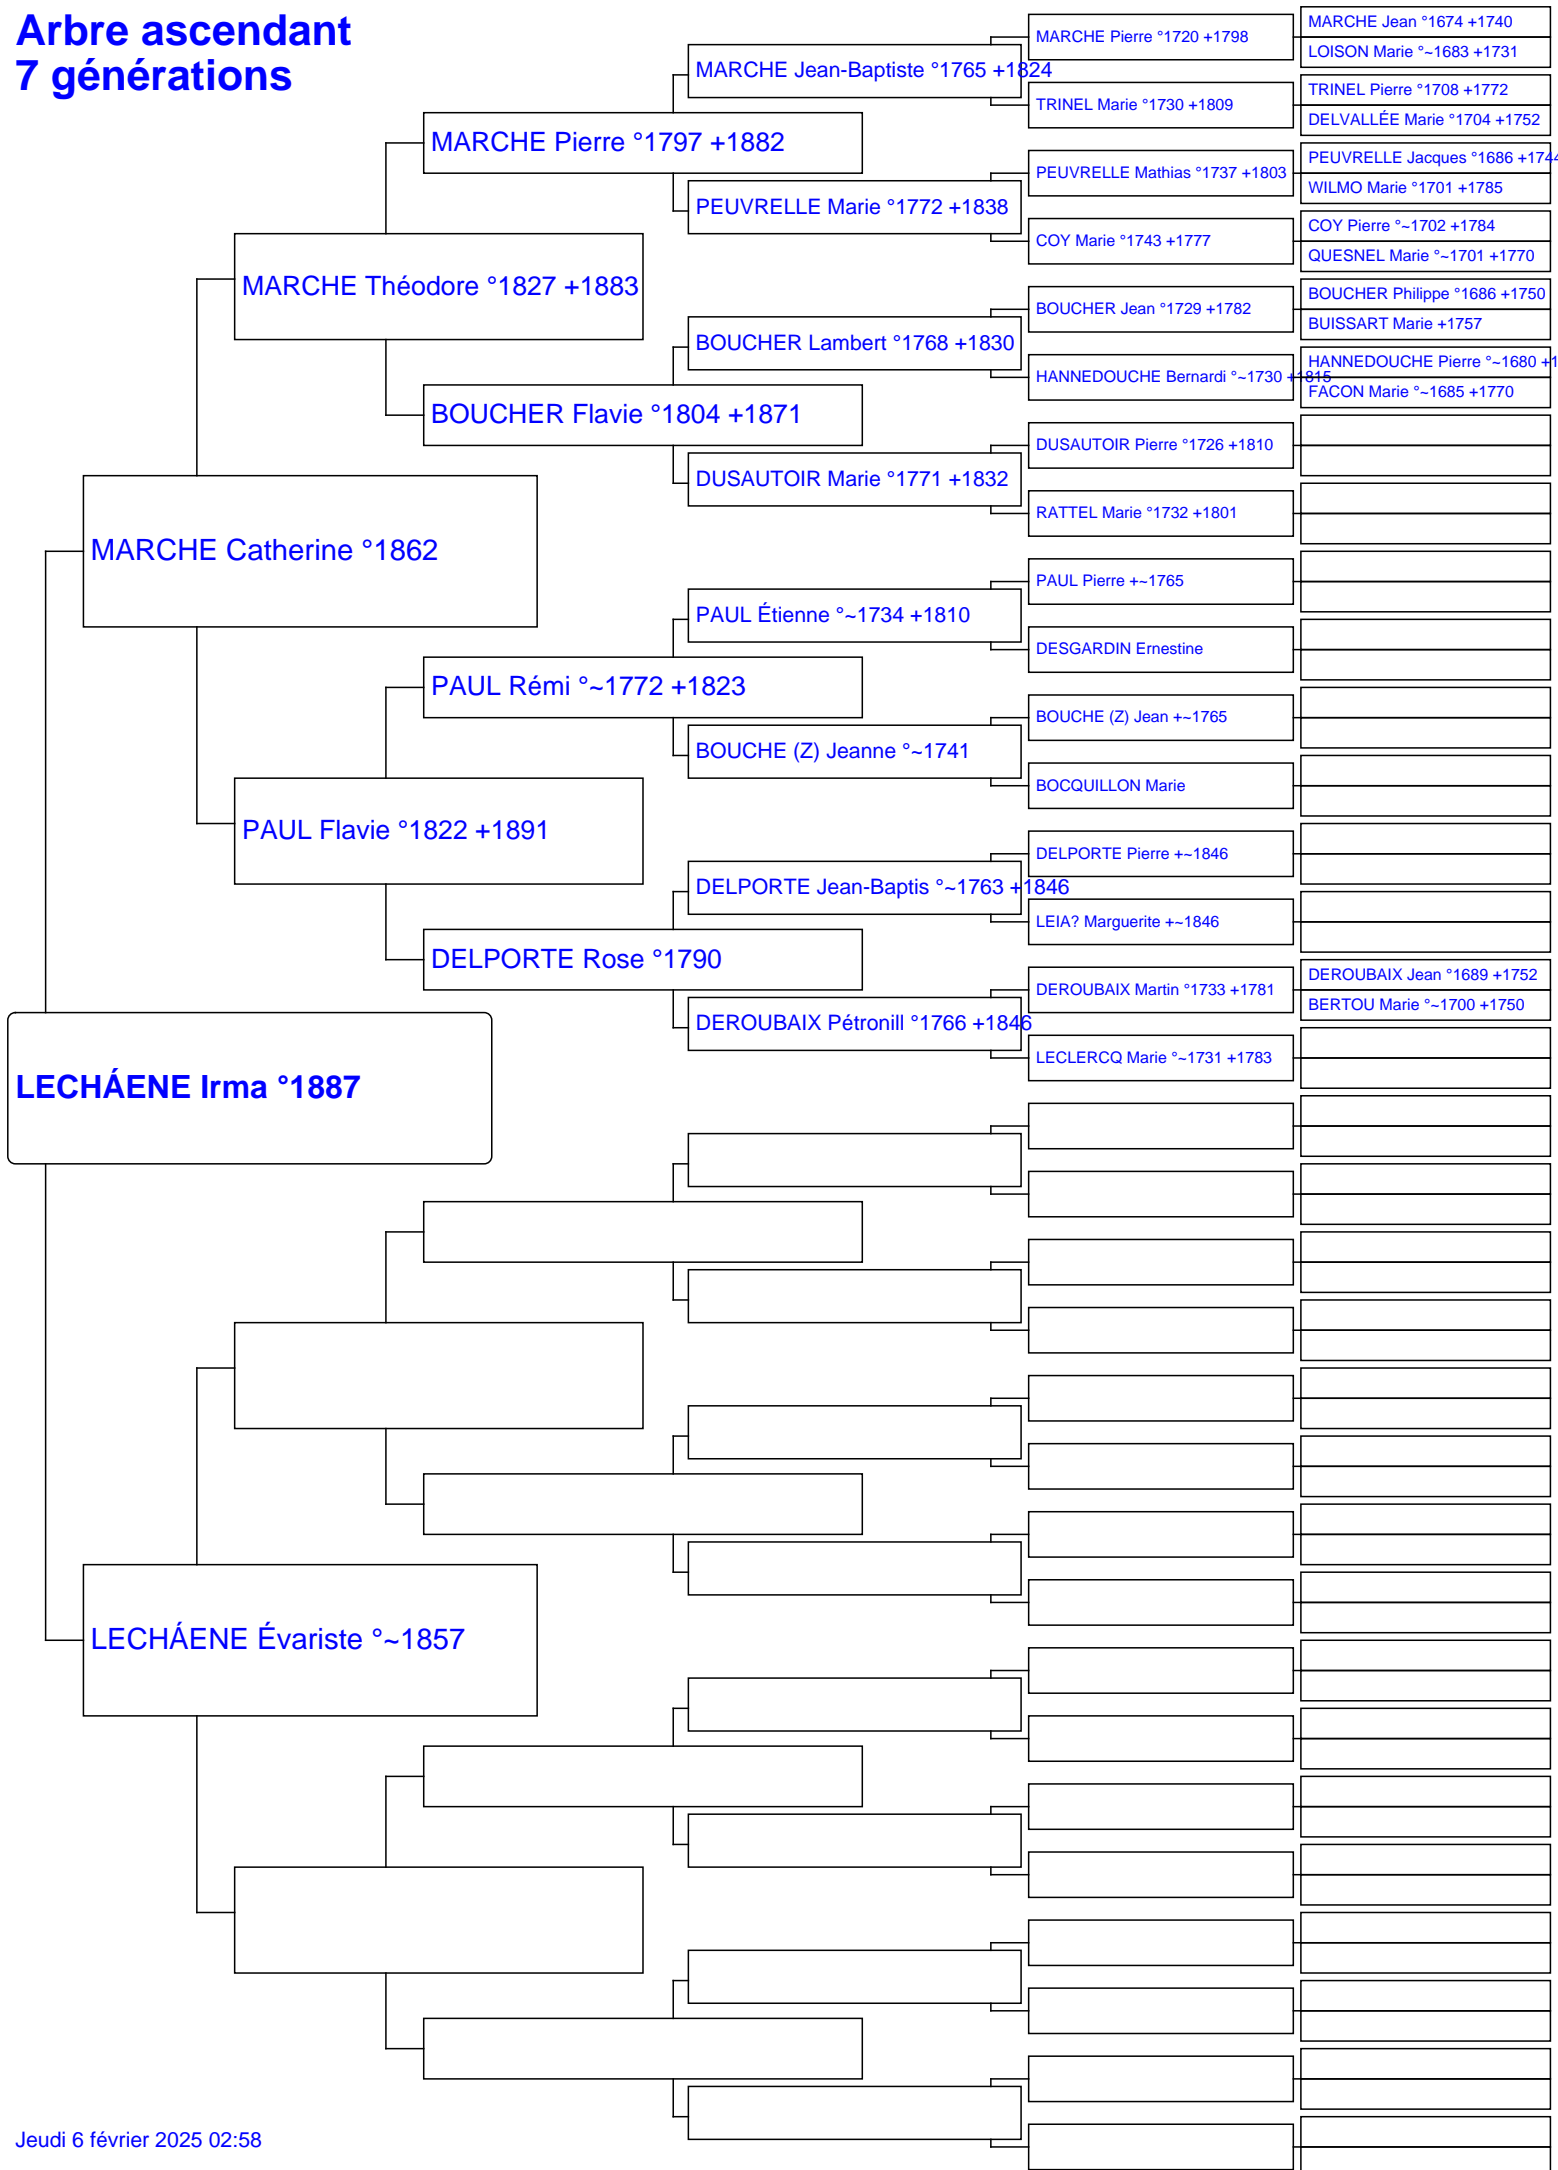 Arbre ascendant
7 générations
LECHÁENE Irma °1887
MARCHE Catherine °1862
LECHÁENE Évariste °~1857
MARCHE Théodore °1827 +1883
PAUL Flavie °1822 +1891
MARCHE Pierre °1797 +1882
BOUCHER Flavie °1804 +1871
PAUL Rémi °~1772 +1823
DELPORTE Rose °1790
MARCHE Jean-Baptiste °1765 +1824
PEUVRELLE Marie °1772 +1838
BOUCHER Lambert °1768 +1830
DUSAUTOIR Marie °1771 +1832
PAUL Étienne °~1734 +1810
BOUCHE (Z) Jeanne °~1741
DELPORTE Jean-Baptis °~1763 +1846
DEROUBAIX Pétronill °1766 +1846
MARCHE Pierre °1720 +1798
TRINEL Marie °1730 +1809
PEUVRELLE Mathias °1737 +1803
COY Marie °1743 +1777
BOUCHER Jean °1729 +1782
HANNEDOUCHE Bernardi °~1730 +1815
DUSAUTOIR Pierre °1726 +1810
RATTEL Marie °1732 +1801
PAUL Pierre +~1765
DESGARDIN Ernestine
BOUCHE (Z) Jean +~1765
BOCQUILLON Marie
DELPORTE Pierre +~1846
LEIA? Marguerite +~1846
DEROUBAIX Martin °1733 +1781
LECLERCQ Marie °~1731 +1783
MARCHE Jean °1674 +1740
LOISON Marie °~1683 +1731
TRINEL Pierre °1708 +1772
DELVALLÉE Marie °1704 +1752
PEUVRELLE Jacques °1686 +1744
WILMO Marie °1701 +1785
COY Pierre °~1702 +1784
QUESNEL Marie °~1701 +1770
BOUCHER Philippe °1686 +1750
BUISSART Marie +1757
HANNEDOUCHE Pierre °~1680 +1
FACON Marie °~1685 +1770
DEROUBAIX Jean °1689 +1752
BERTOU Marie °~1700 +1750
Jeudi 6 février 2025 02:58